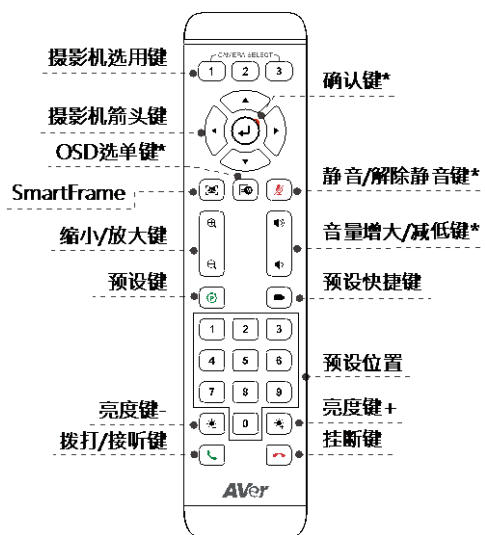 CAMERA SELECT
摄影机选用键
1 2 3
确认键*
摄影机箭头键
OSD选单键*
SmartFrame
静音/解除静音键*
缩小/放大键
音量增大/减低键*
预设键
预设快捷键
P
1 2 3
4 5 6
预设位置
7 8 9
亮度键-
0
亮度键+
拨打/接听键
挂断键
AVer